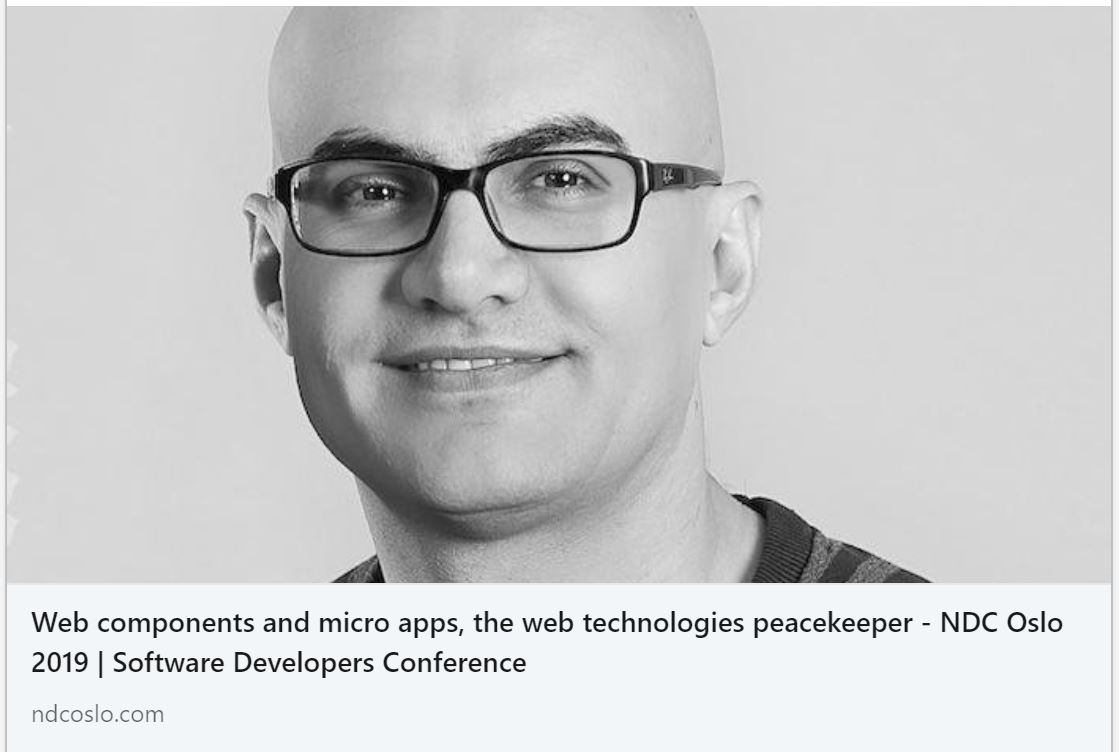 Web components and micro apps, the web technologies peacekeeper - NDC Oslo
2019 | Software Developers Conference
ndcoslo.com